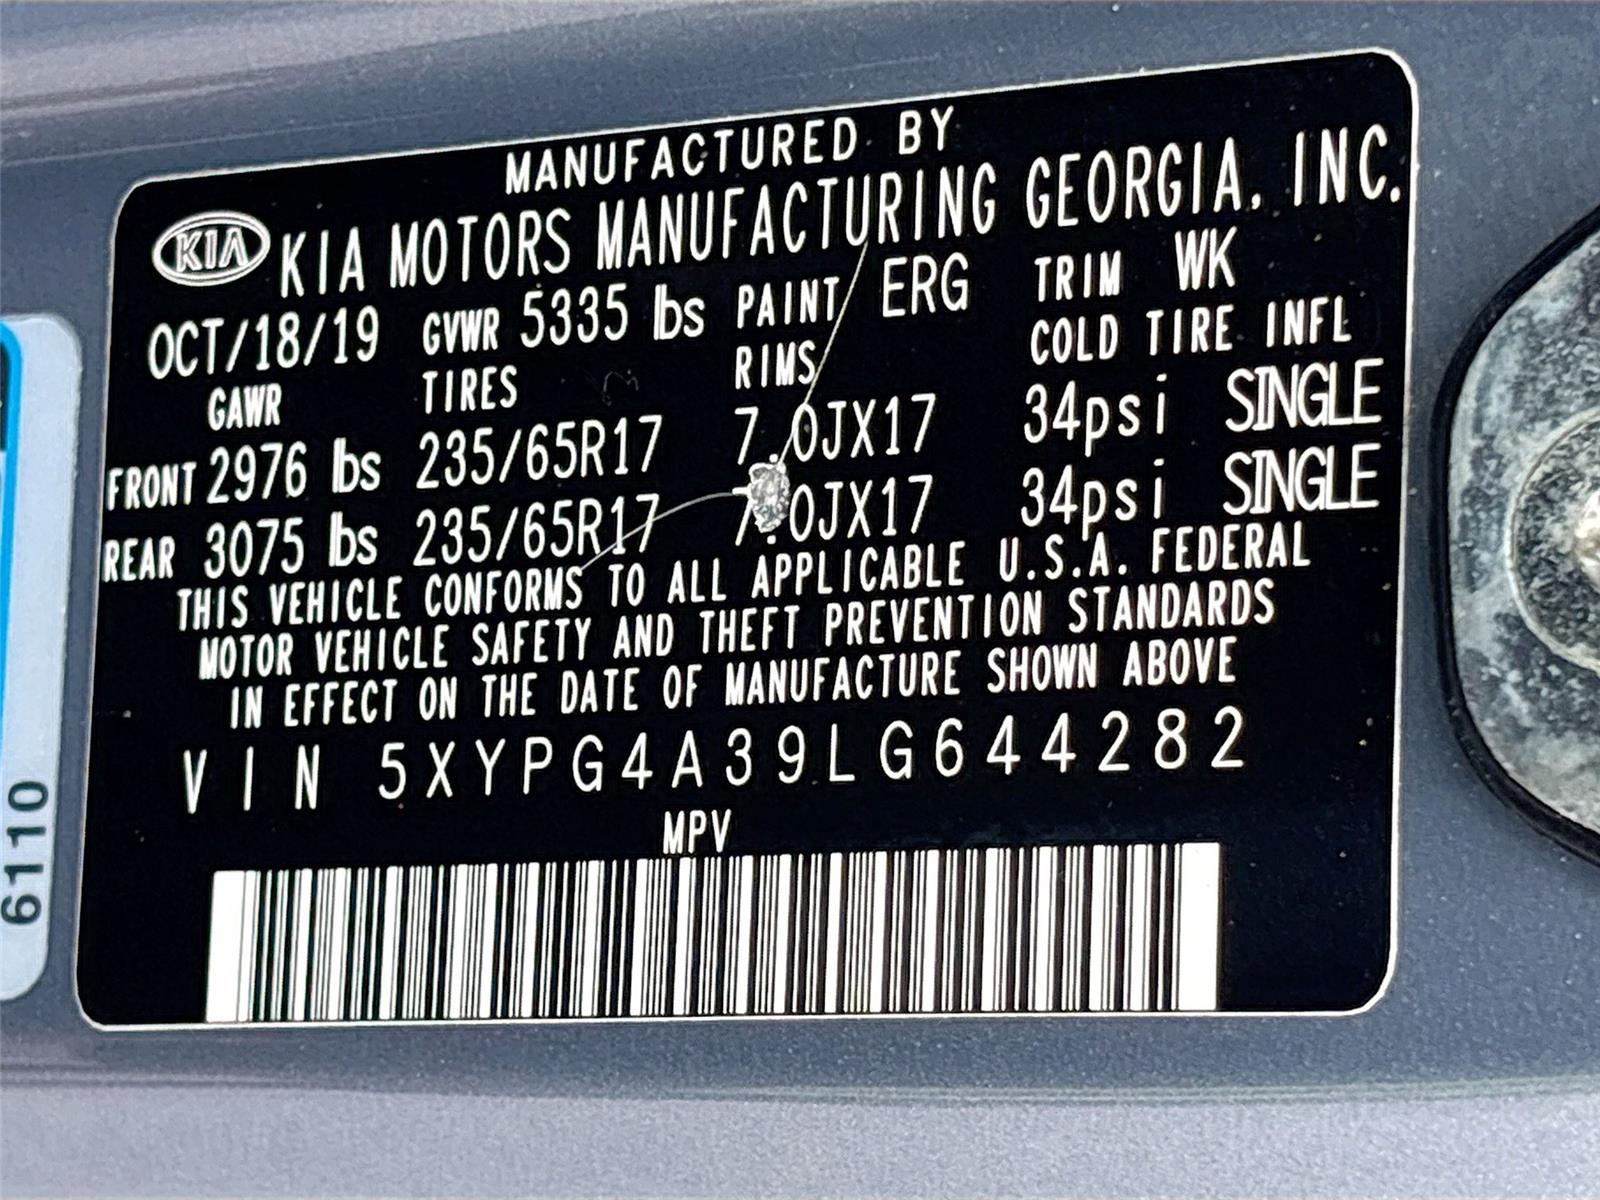 MANUFACTURED BY
KIA KIA MOTORS MANUFACTURING GEORGIA, INC.
OCT/18/19 GVWR 5335 lbs PAINT ERG TRIM WK
GAWR TIRES RIMS COLD TIRE INFL
FRONT 2976 lbs 235/65R17 7.0JX17 34psi SINGLE
REAR 3075 lbs 235/65R17 7.0JX17 34psi SINGLE
THIS VEHICLE CONFORMS TO ALL APPLICABLE U.S.A. FEDERAL
MOTOR VEHICLE SAFETY AND THEFT PREVENTION STANDARDS
IN EFFECT ON THE DATE OF MANUFACTURE SHOWN ABOVE
VIN 5XYPG4A39LG644282
MPV
6110